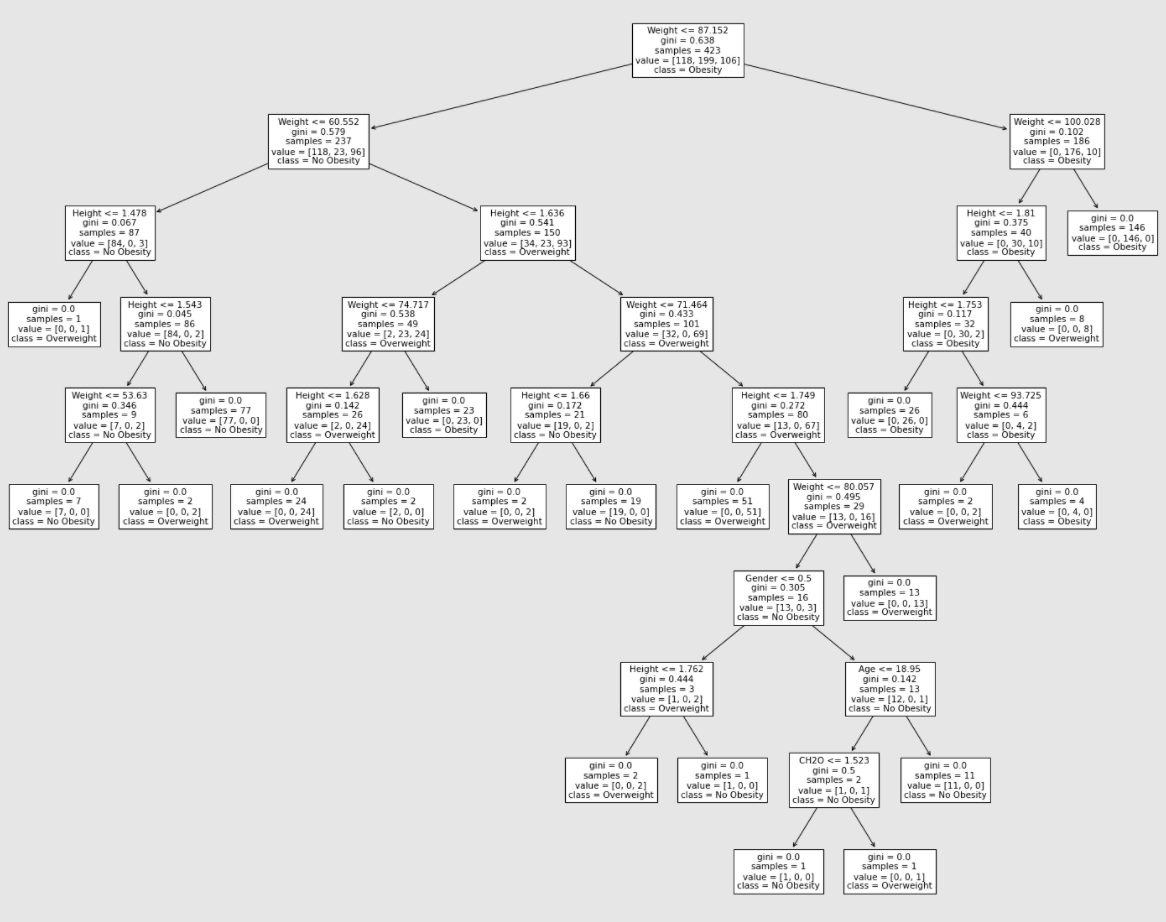 Weight <= 87.152
gini = 0.638
samples = 423
value = [118, 199, 106]
class = Obesity
Weight <= 60.552
gini = 0.579
samples = 237
value = [118, 23, 96]
class = No Obesity
Weight <= 100.028
gini = 0.102
samples = 186
value = [0, 176, 10]
class = Obesity
Height <= 1.478
gini = 0.067
samples = 87
value = [84, 0, 3]
class = No Obesity
Height <= 1.636
gini = 0.541
samples = 150
value = [34, 23, 93]
class = Overweight
Height <= 1.81
gini = 0.375
samples = 40
value = [0, 30, 10]
class = Obesity
gini = 0.0
samples = 146
value = [0, 146, 0]
class = Obesity
gini = 0.0
samples = 1
value = [0, 0, 1]
class = Overweight
Height <= 1.543
gini = 0.045
samples = 86
value = [84, 0, 2]
class = No Obesity
Weight <= 74.717
gini = 0.538
samples = 49
value = [2, 23, 24]
class = Overweight
Weight <= 71.464
gini = 0.433
samples = 101
value = [32, 0, 69]
class = Overweight
Height <= 1.753
gini = 0.117
samples = 32
value = [0, 30, 2]
class = Obesity
gini = 0.0
samples = 8
value = [0, 0, 8]
class = Overweight
Weight <= 53.63
gini = 0.346
samples = 9
value = [7, 0, 2]
class = No Obesity
gini = 0.0
samples = 77
value = [77, 0, 0]
class = No Obesity
Height <= 1.628
gini = 0.142
samples = 26
value = [2, 0, 24]
class = Overweight
gini = 0.0
samples = 23
value = [0, 23, 0]
class = Obesity
Height <= 1.66
gini = 0.172
samples = 21
value = [19, 0, 2]
class = No Obesity
Height <= 1.749
gini = 0.272
samples = 80
value = [13, 0, 67]
class = Overweight
gini = 0.0
samples = 26
value = [0, 26, 0]
class = Obesity
Weight <= 93.725
gini = 0.444
samples = 6
value = [0, 4, 2]
class = Obesity
gini = 0.0
samples = 7
value = [7, 0, 0]
class = No Obesity
gini = 0.0
samples = 2
value = [0, 0, 2]
class = Overweight
gini = 0.0
samples = 24
value = [0, 0, 24]
class = Overweight
gini = 0.0
samples = 2
value = [2, 0, 0]
class = No Obesity
gini = 0.0
samples = 2
value = [0, 0, 2]
class = Overweight
gini = 0.0
samples = 19
value = [19, 0, 0]
class = No Obesity
gini = 0.0
samples = 51
value = [0, 0, 51]
class = Overweight
Weight <= 80.057
gini = 0.495
samples = 29
value = [13, 0, 16]
class = Overweight
gini = 0.0
samples = 2
value = [0, 0, 2]
class = Overweight
gini = 0.0
samples = 4
value = [0, 4, 0]
class = Obesity
Gender <= 0.5
gini = 0.305
samples = 16
value = [13, 0, 3]
class = No Obesity
gini = 0.0
samples = 13
value = [0, 0, 13]
class = Overweight
Height <= 1.762
gini = 0.444
samples = 3
value = [1, 0, 2]
class = Overweight
Age <= 18.95
gini = 0.142
samples = 13
value = [12, 0, 1]
class = No Obesity
gini = 0.0
samples = 2
value = [0, 0, 2]
class = Overweight
gini = 0.0
samples = 1
value = [1, 0, 0]
class = No Obesity
CH2O <= 1.523
gini = 0.5
samples = 2
value = [1, 0, 1]
class = No Obesity
gini = 0.0
samples = 11
value = [11, 0, 0]
class = No Obesity
gini = 0.0
samples = 1
value = [1, 0, 0]
class = No Obesity
gini = 0.0
samples = 1
value = [0, 0, 1]
class = Overweight